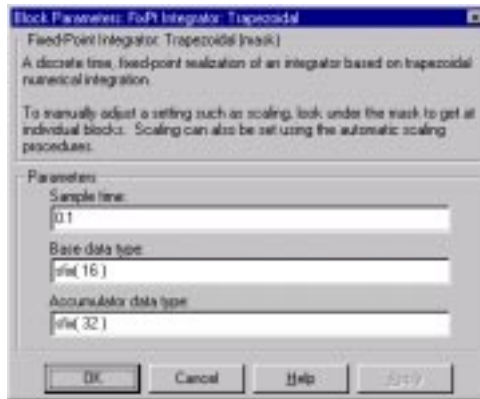 Block Parameters: FixPt Integrator: Trapezoidal
Fixed-Point Integrator: Trapezoidal (mask)
A discrete time, fixed-point realization of an integrator based on trapezoidal
numerical integration.
To manually adjust a setting such as scaling, look under the mask to get at
individual blocks. Scaling can also be set using the automatic scaling
procedures.
Parameters
Sample time:
0.1
Base data type:
sfix( 16 )
Accumulator data type:
sfix( 32 )
OK Cancel Help Apply